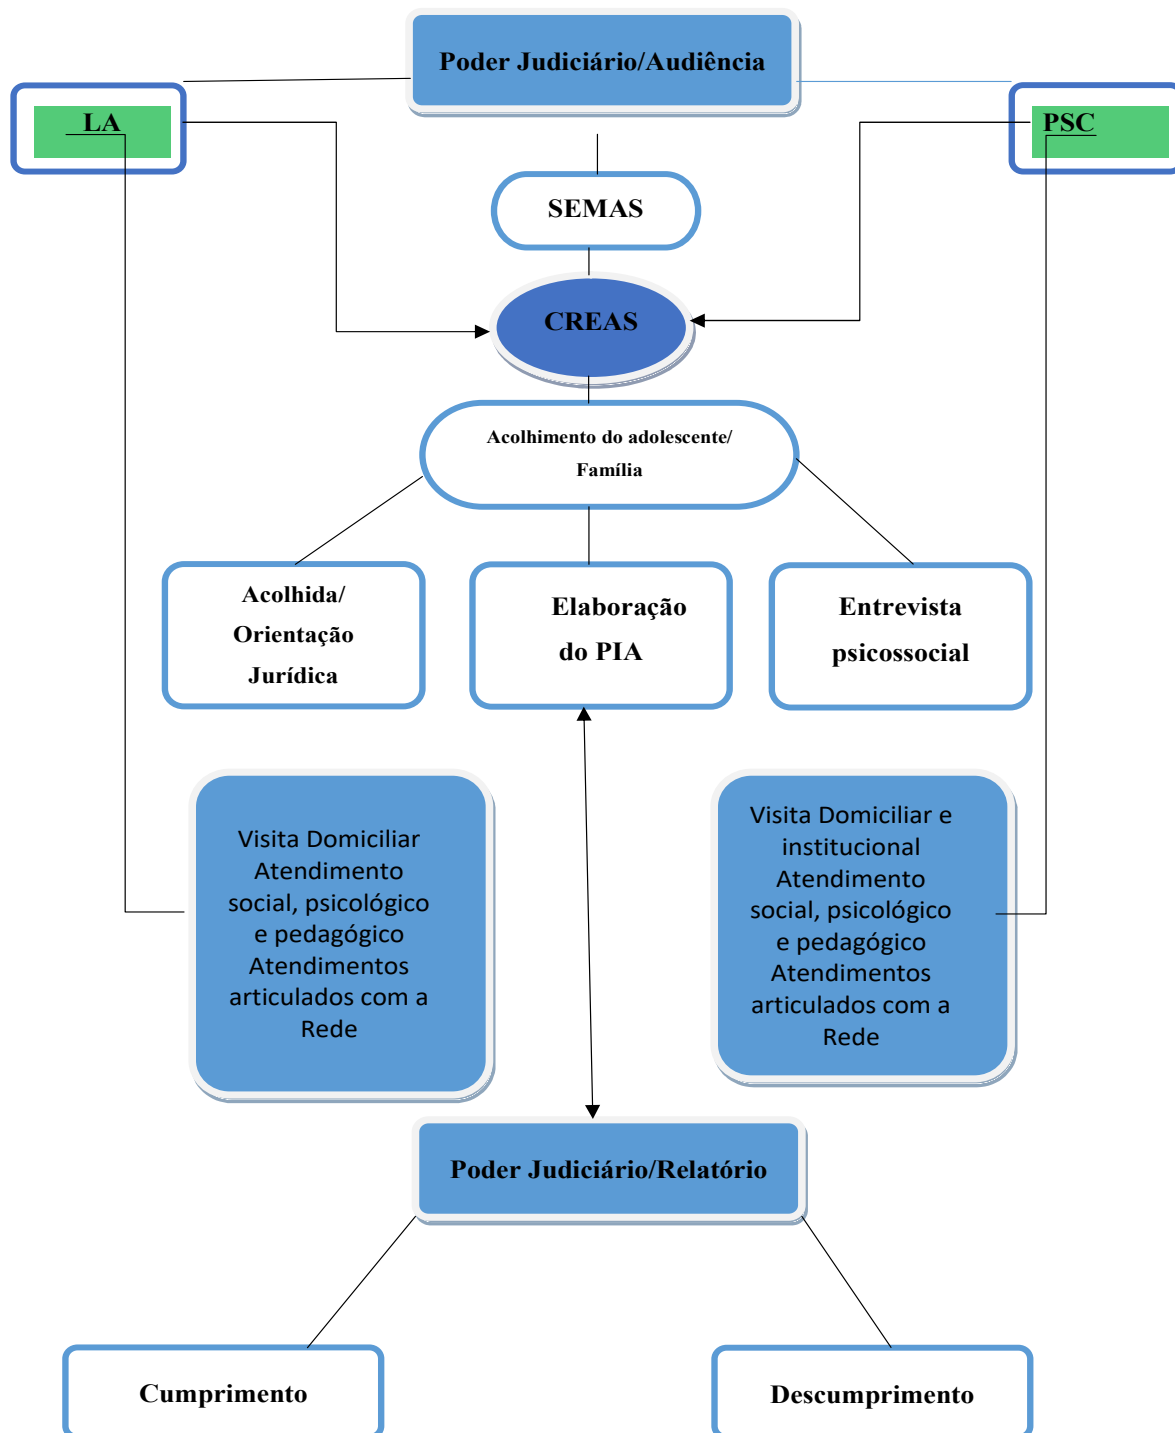 Poder Judiciário/Audiência
LA
PSC
SEMAS
CREAS
Acolhimento do adolescente/
Família
Acolhida/
Orientação
Jurídica
Elaboração
do PIA
Entrevista
psicossocial
Visita Domiciliar
Atendimento
social, psicológico
e pedagógico
Atendimentos
articulados com a
Rede
Visita Domiciliar e
institucional
Atendimento
social, psicológico
e pedagógico
Atendimentos
articulados com a
Rede
Poder Judiciário/Relatório
Cumprimento
Descumprimento